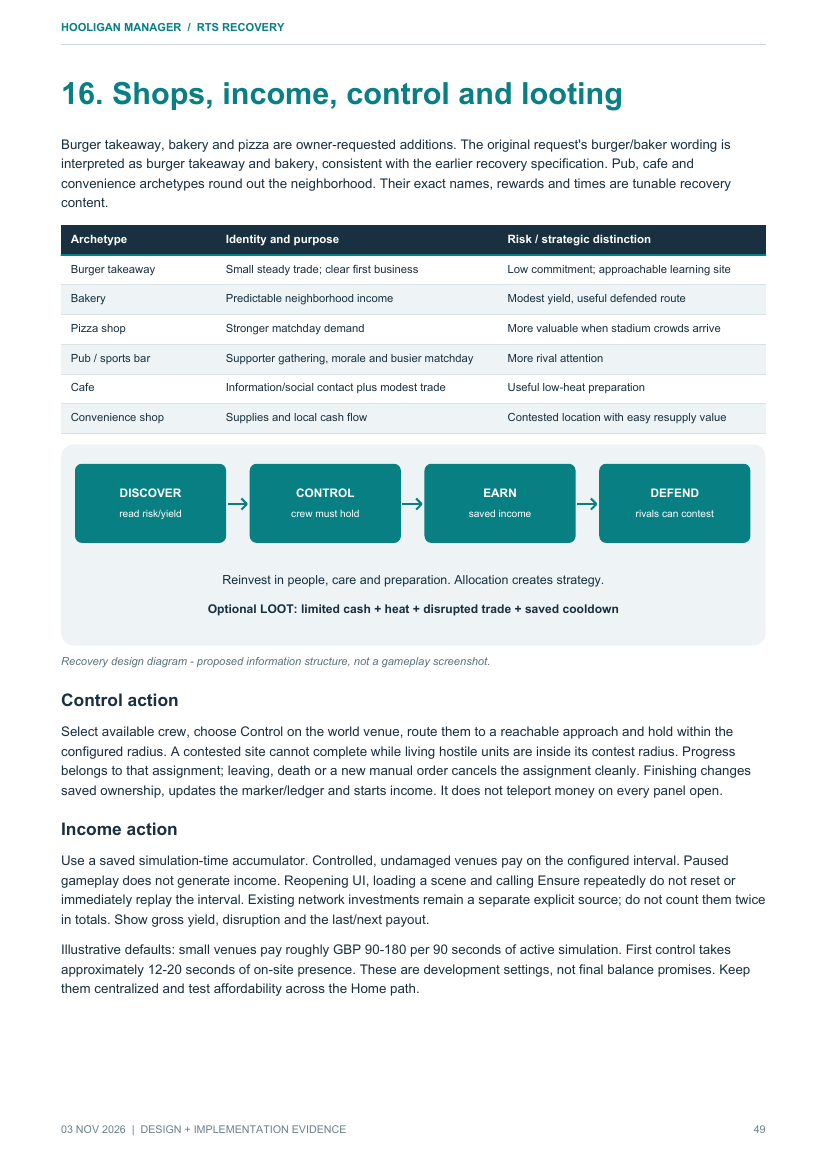 HOOLIGAN MANAGER / RTS RECOVERY
16. Shops, income, control and looting
Burger takeaway, bakery and pizza are owner-requested additions. The original request's burger/baker wording is
interpreted as burger takeaway and bakery, consistent with the earlier recovery specification. Pub, cafe and
convenience archetypes round out the neighborhood. Their exact names, rewards and times are tunable recovery
content.
Archetype Identity and purpose Risk / strategic distinction
Burger takeaway Small steady trade; clear first business Low commitment; approachable learning site
Bakery Predictable neighborhood income Modest yield, useful defended route
Pizza shop Stronger matchday demand More valuable when stadium crowds arrive
Pub / sports bar Supporter gathering, morale and busier matchday More rival attention
Cafe Information/social contact plus modest trade Useful low-heat preparation
Convenience shop Supplies and local cash flow Contested location with easy resupply value
DISCOVER → CONTROL → EARN → DEFEND
read risk/yield crew must hold saved income rivals can contest
Reinvest in people, care and preparation. Allocation creates strategy.
Optional LOOT: limited cash + heat + disrupted trade + saved cooldown
Recovery design diagram - proposed information structure, not a gameplay screenshot.
Control action
Select available crew, choose Control on the world venue, route them to a reachable approach and hold within the
configured radius. A contested site cannot complete while living hostile units are inside its contest radius. Progress
belongs to that assignment; leaving, death or a new manual order cancels the assignment cleanly. Finishing changes
saved ownership, updates the marker/ledger and starts income. It does not teleport money on every panel open.
Income action
Use a saved simulation-time accumulator. Controlled, undamaged venues pay on the configured interval. Paused
gameplay does not generate income. Reopening UI, loading a scene and calling Ensure repeatedly do not reset or
immediately replay the interval. Existing network investments remain a separate explicit source; do not count them twice
in totals. Show gross yield, disruption and the last/next payout.
Illustrative defaults: small venues pay roughly GBP 90-180 per 90 seconds of active simulation. First control takes
approximately 12-20 seconds of on-site presence. These are development settings, not final balance promises. Keep
them centralized and test affordability across the Home path.
03 NOV 2026 | DESIGN + IMPLEMENTATION EVIDENCE 49